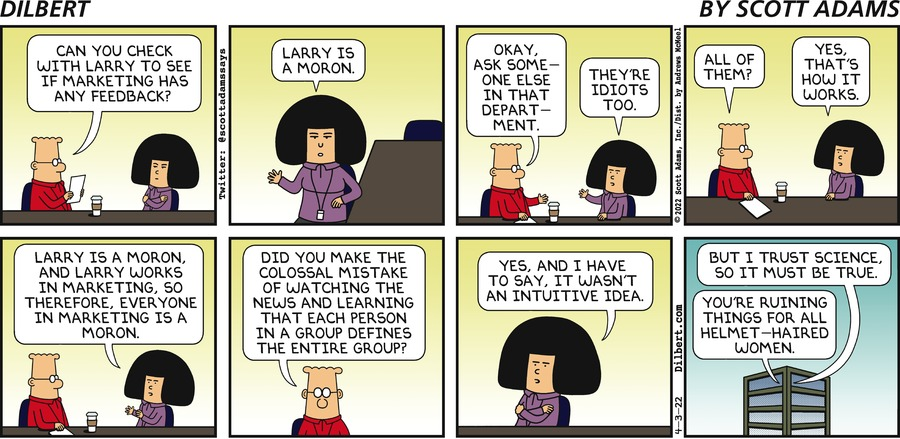 DILBERT
BY SCOTT ADAMS
CAN YOU CHECK
WITH LARRY TO SEE
IF MARKETING HAS
ANY FEEDBACK?
Twitter: @scottadamssays
LARRY IS
A MORON.
OKAY,
ASK SOME–
ONE ELSE
IN THAT
DEPART–
MENT.
THEY'RE
IDIOTS
TOO.
© 2022 Scott Adams, Inc./Dist. by Andrews McMeel
ALL OF
THEM?
YES,
THAT'S
HOW IT
WORKS.
LARRY IS A MORON,
AND LARRY WORKS
IN MARKETING, SO
THEREFORE, EVERYONE
IN MARKETING IS A
MORON.
DID YOU MAKE THE
COLOSSAL MISTAKE
OF WATCHING THE
NEWS AND LEARNING
THAT EACH PERSON
IN A GROUP DEFINES
THE ENTIRE GROUP?
YES, AND I HAVE
TO SAY, IT WASN'T
AN INTUITIVE IDEA.
4-3-22 Dilbert.com
BUT I TRUST SCIENCE,
SO IT MUST BE TRUE.
YOU'RE RUINING
THINGS FOR ALL
HELMET–HAIRED
WOMEN.